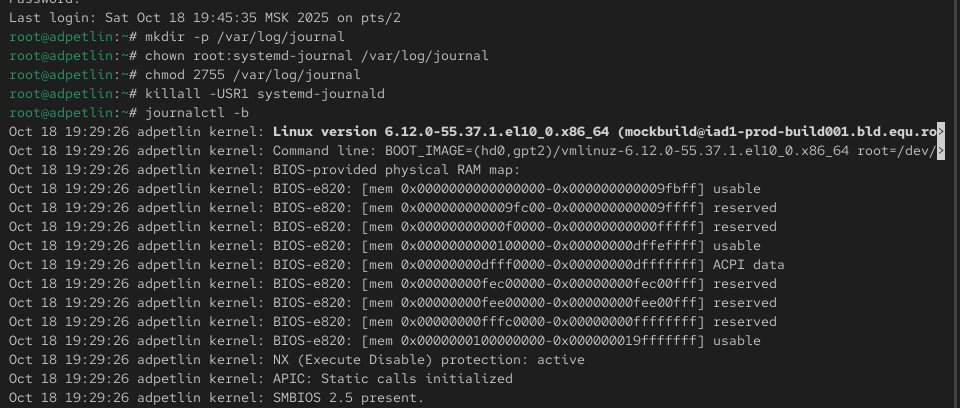 Password:
Last login: Sat Oct 18 19:45:35 MSK 2025 on pts/2
root@adpetlin:~# mkdir -p /var/log/journal
root@adpetlin:~# chown root:systemd-journal /var/log/journal
root@adpetlin:~# chmod 2755 /var/log/journal
root@adpetlin:~# killall -USR1 systemd-journald
root@adpetlin:~# journalctl -b
Oct 18 19:29:26 adpetlin kernel: Linux version 6.12.0-55.37.1.el10_0.x86_64 (mockbuild@iad1-prod-build001.bld.equ.ro>
Oct 18 19:29:26 adpetlin kernel: Command line: BOOT_IMAGE=(hd0,gpt2)/vmlinuz-6.12.0-55.37.1.el10_0.x86_64 root=/dev/>
Oct 18 19:29:26 adpetlin kernel: BIOS-provided physical RAM map:
Oct 18 19:29:26 adpetlin kernel: BIOS-e820: [mem 0x0000000000000000-0x000000000009fbff] usable
Oct 18 19:29:26 adpetlin kernel: BIOS-e820: [mem 0x000000000009fc00-0x000000000009ffff] reserved
Oct 18 19:29:26 adpetlin kernel: BIOS-e820: [mem 0x00000000000f0000-0x00000000000fffff] reserved
Oct 18 19:29:26 adpetlin kernel: BIOS-e820: [mem 0x0000000000100000-0x00000000dffeffff] usable
Oct 18 19:29:26 adpetlin kernel: BIOS-e820: [mem 0x00000000dfff0000-0x00000000dfffffff] ACPI data
Oct 18 19:29:26 adpetlin kernel: BIOS-e820: [mem 0x00000000fec00000-0x00000000fec00fff] reserved
Oct 18 19:29:26 adpetlin kernel: BIOS-e820: [mem 0x00000000fee00000-0x00000000fee00fff] reserved
Oct 18 19:29:26 adpetlin kernel: BIOS-e820: [mem 0x00000000fffc0000-0x00000000ffffffff] reserved
Oct 18 19:29:26 adpetlin kernel: BIOS-e820: [mem 0x0000000100000000-0x000000019fffffff] usable
Oct 18 19:29:26 adpetlin kernel: NX (Execute Disable) protection: active
Oct 18 19:29:26 adpetlin kernel: APIC: Static calls initialized
Oct 18 19:29:26 adpetlin kernel: SMBIOS 2.5 present.